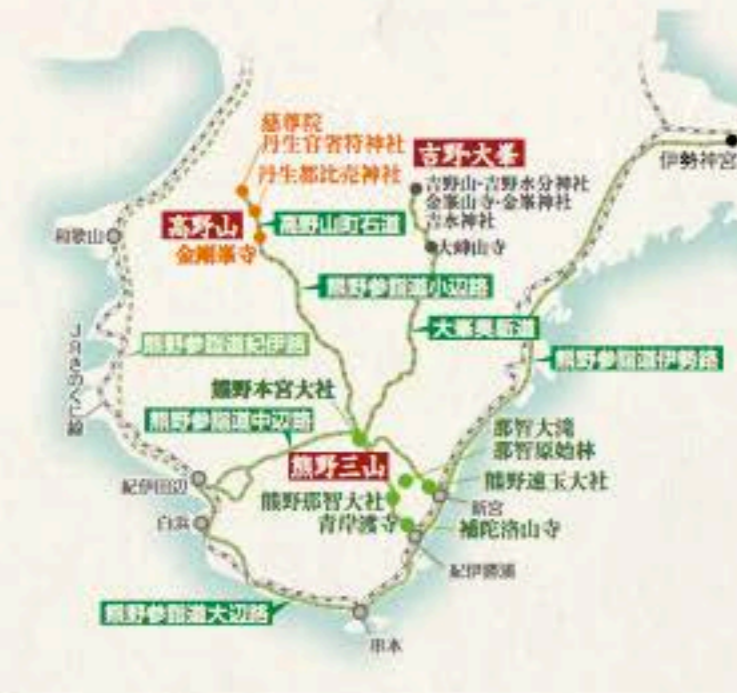 慈尊院
丹生官省符神社
丹生都比売神社
吉野・大峯
高野山
高野山町石道
金剛峯寺
吉野山・吉野水分神社
金峯山寺・金峯神社
吉水神社
大峰山寺
伊勢神宮
和歌山
熊野参詣道小辺路
大峯奥駈道
熊野参詣道紀伊路
熊野参詣道伊勢路
JRきのくに線
熊野本宮大社
熊野参詣道中辺路
那智大滝
那智原始林
熊野三山
紀伊田辺
熊野速玉大社
熊野那智大社
新宮
白浜
青岸渡寺
補陀洛山寺
紀伊勝浦
熊野参詣道大辺路
串本